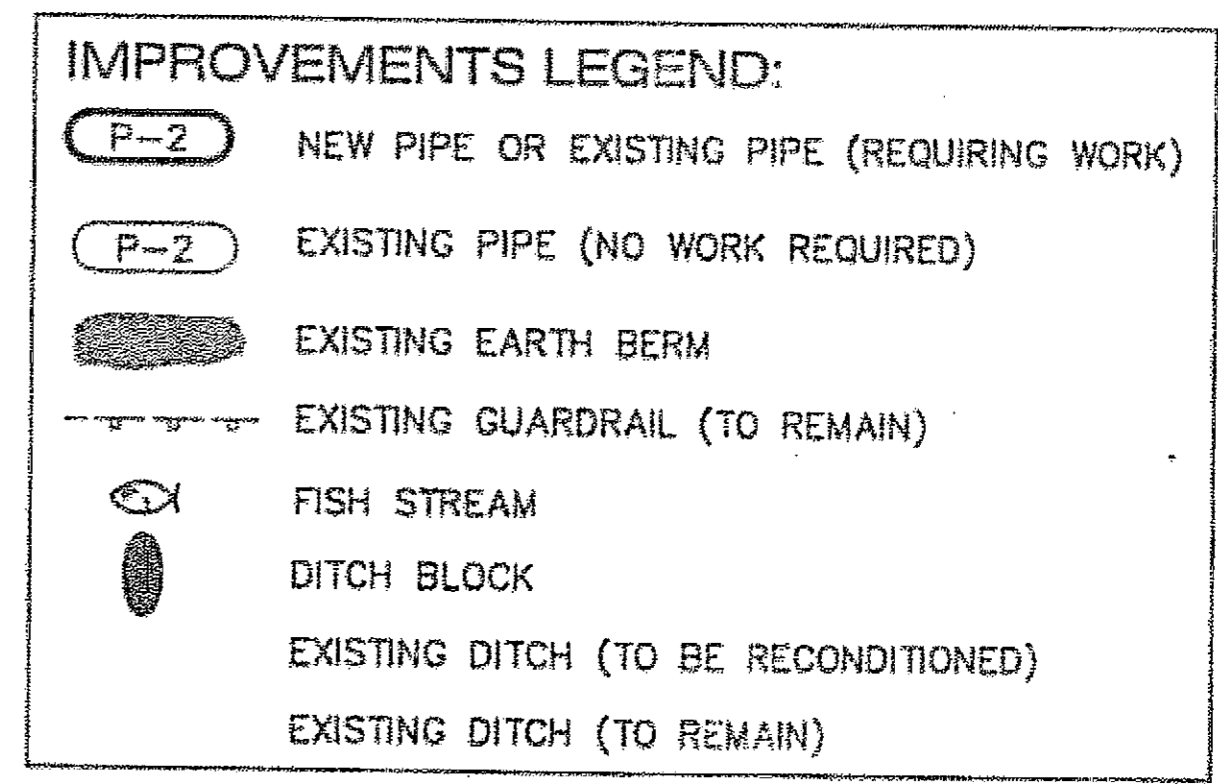 IMPROVEMENTS LEGEND:
P-2 NEW PIPE OR EXISTING PIPE (REQUIRING WORK)
P-2 EXISTING PIPE (NO WORK REQUIRED)
EXISTING EARTH BERM
EXISTING GUARDRAIL (TO REMAIN)
FISH STREAM
DITCH BLOCK
EXISTING DITCH (TO BE RECONDITIONED)
EXISTING DITCH (TO REMAIN)